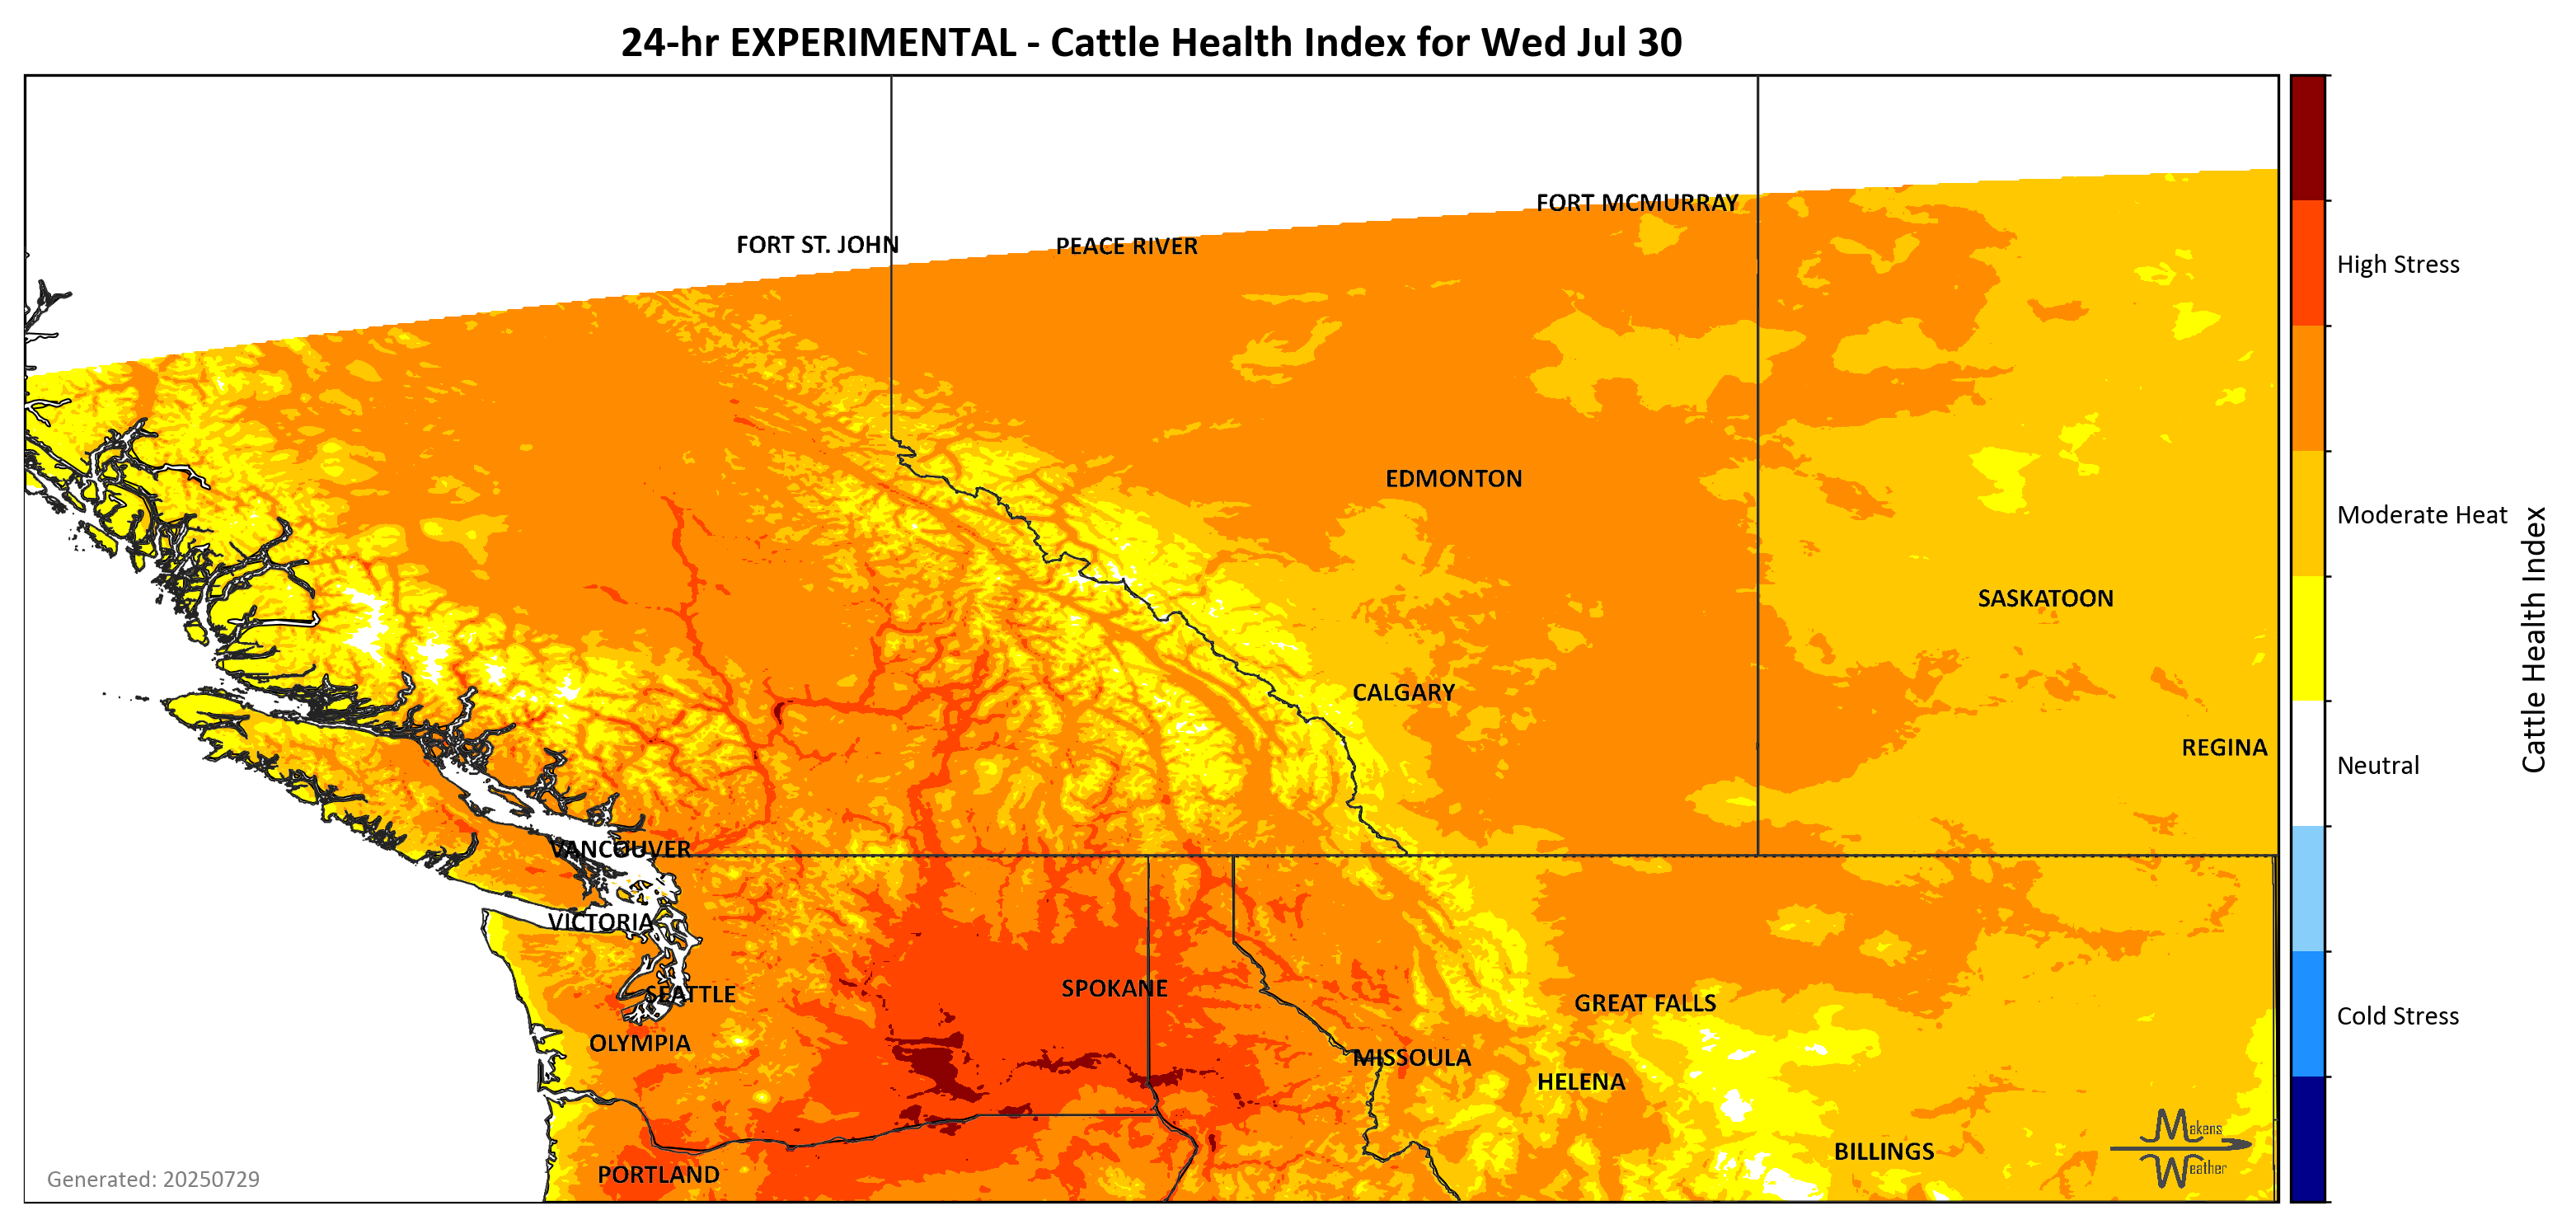 24-hr EXPERIMENTAL - Cattle Health Index for Wed Jul 30
FORT MCMURRAY
FORT ST. JOHN
PEACE RIVER
High Stress
EDMONTON
Moderate Heat
SASKATOON
Cattle Health Index
CALGARY
REGINA
Neutral
VANCOUVER
VICTORIA
SPOKANE
SEATTLE
GREAT FALLS
Cold Stress
OLYMPIA
MISSOULA
HELENA
Makens
Weather
BILLINGS
PORTLAND
Generated: 20250729